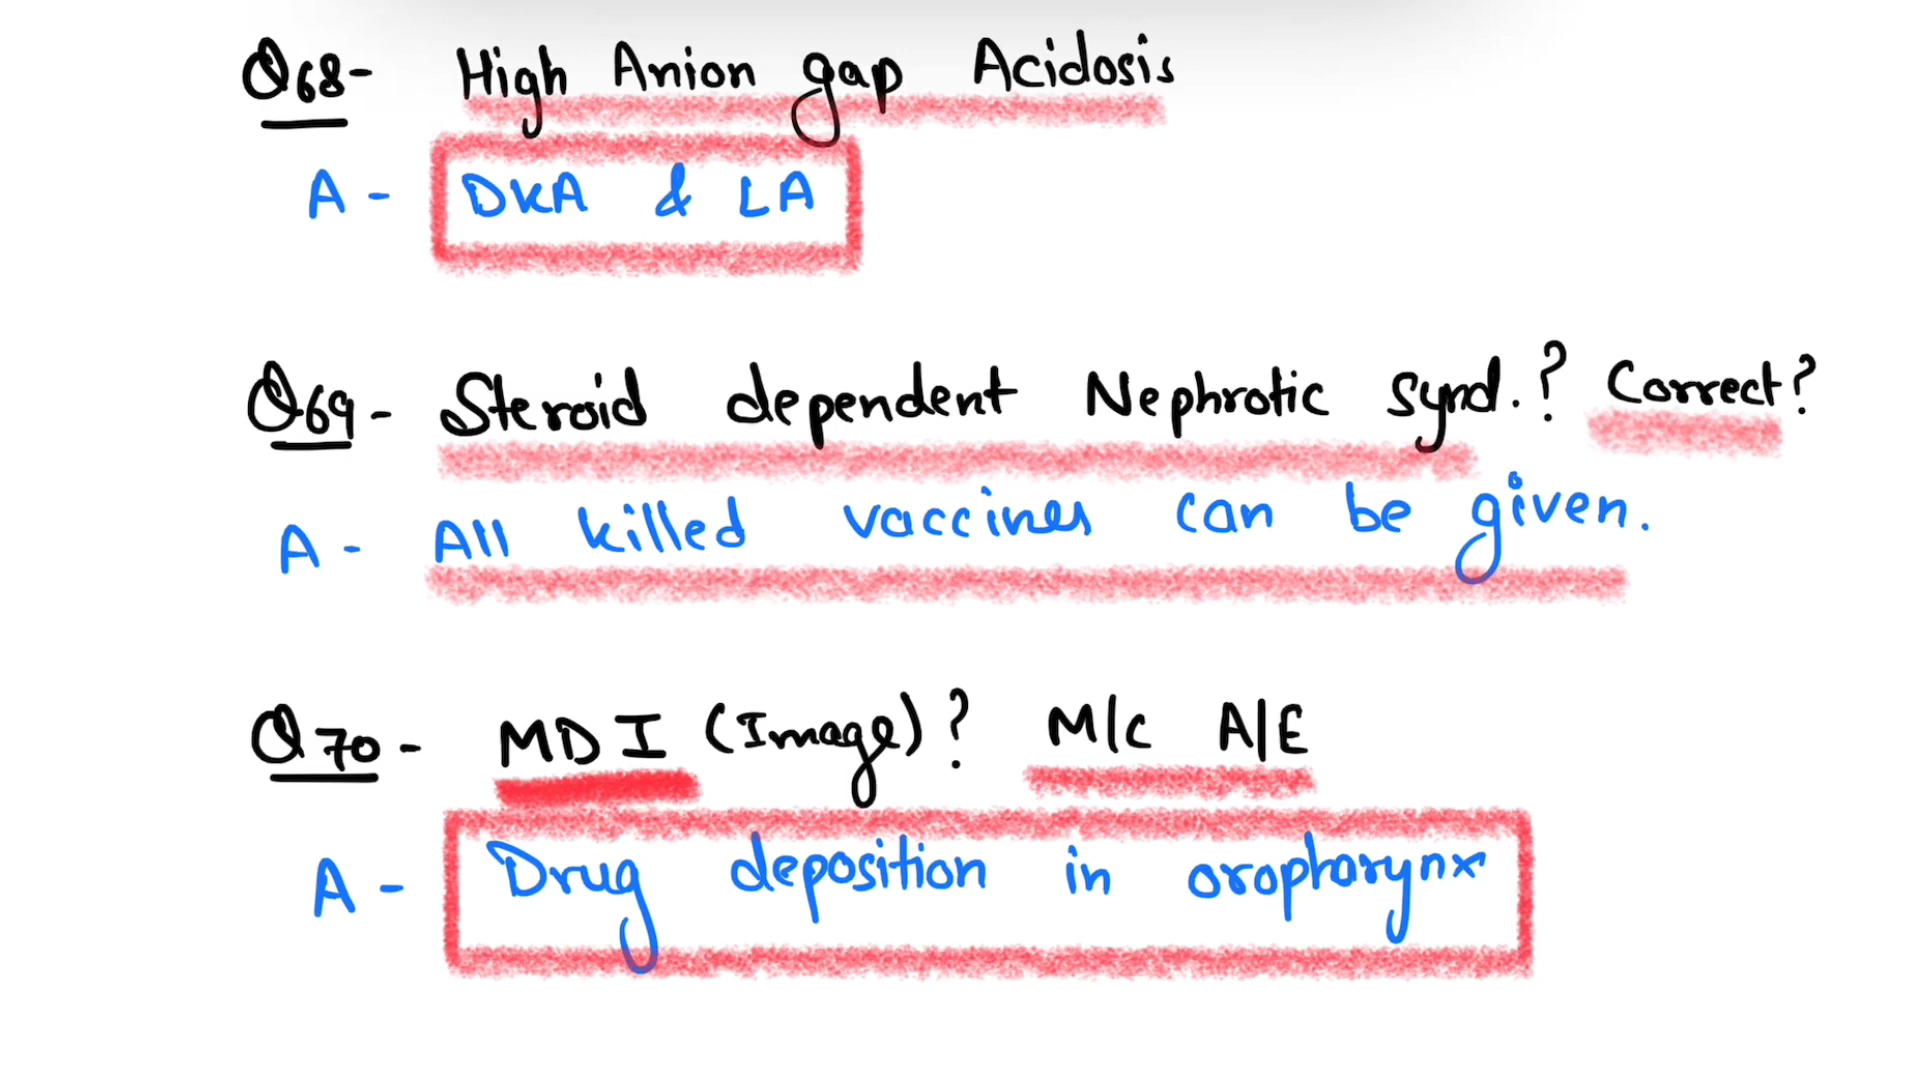 Q68- High Anion gap Acidosis
A - DKA & LA
Q69- Steroid dependent Nephrotic synd.? Correct?
A - All killed vaccines can be given.
Q70- MDI (Image)? M/C A/E
A - Drug deposition in oropharynx